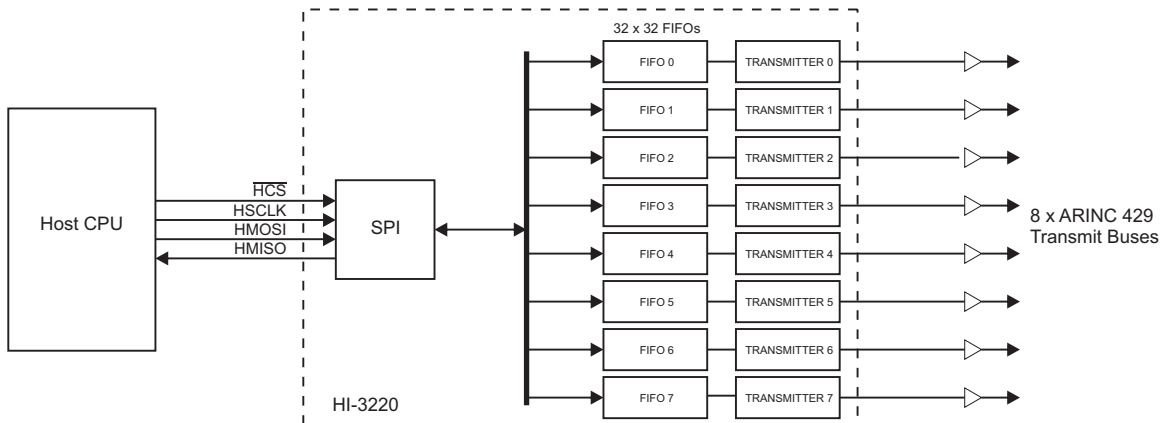 32 x 32 FIFOs
FIFO 0
TRANSMITTER 0
FIFO 1
TRANSMITTER 1
FIFO 2
TRANSMITTER 2
FIFO 3
TRANSMITTER 3
FIFO 4
TRANSMITTER 4
FIFO 5
TRANSMITTER 5
FIFO 6
TRANSMITTER 6
FIFO 7
TRANSMITTER 7
Host CPU
HCS
HSCLK
HMOSI
HMISO
SPI
8 x ARINC 429
Transmit Buses
HI-3220